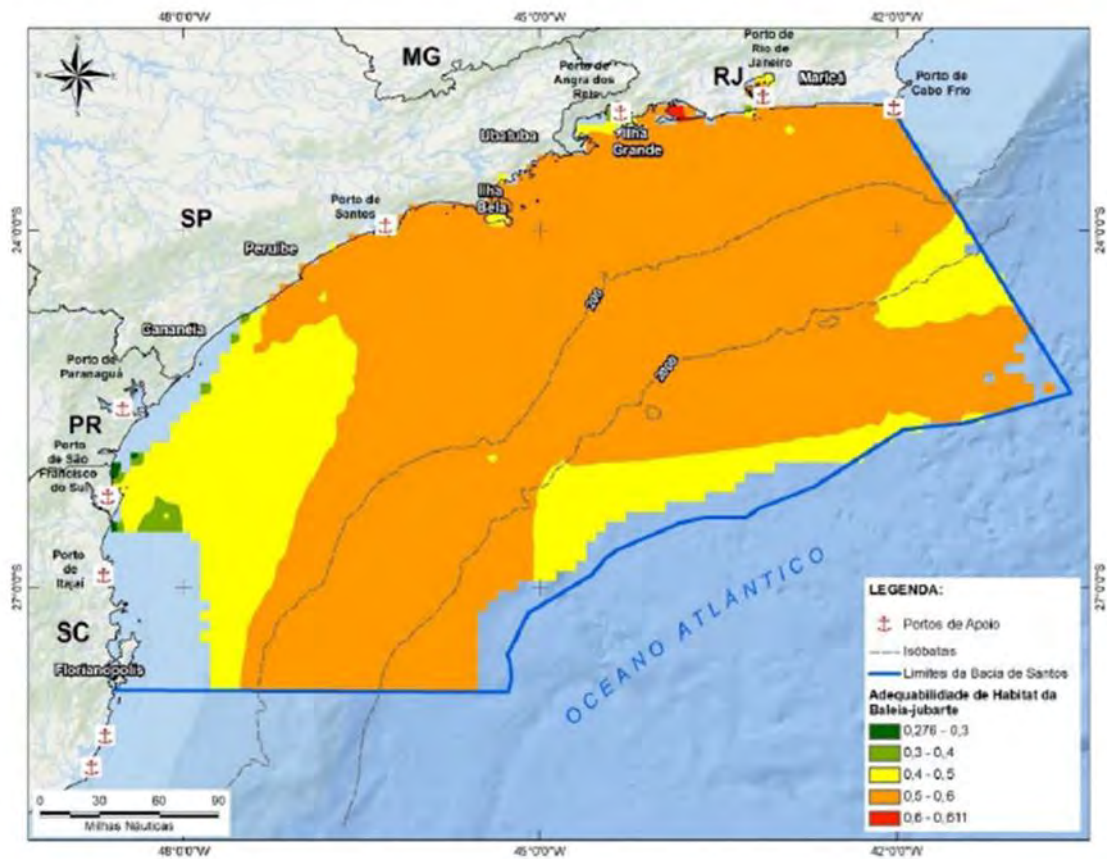 48°0'0"W
45°0'0"W
42°0'0"W
MG
Porto de
Rio de
Janeiro
Porto de
Angra dos
Reis
RJ
Maricá
Porto de
Cabo Frio
Ubatuba
Ilha
Grande
Ilha
Bela
Porto de
Santos
SP
24°0'0"S
24°0'0"S
Peruíbe
200
Cananéia
2000
Porto de
Paranaguá
PR
Porto
de São
Francisco
do Sul
Porto
de
Itajaí
27°0'0"S
27°0'0"S
SC
Florianópolis
OCEANO ATLÂNTICO
LEGENDA:
Portos de Apoio
Isóbatas
Limites da Bacia de Santos
Adequabilidade de Habitat da
Baleia-jubarte
0,276 - 0,3
0,3 - 0,4
0,4 - 0,5
0,5 - 0,6
0,6 - 0,611
0 30 60 90
Milhas Náuticas
48°0'0"W
45°0'0"W
42°0'0"W